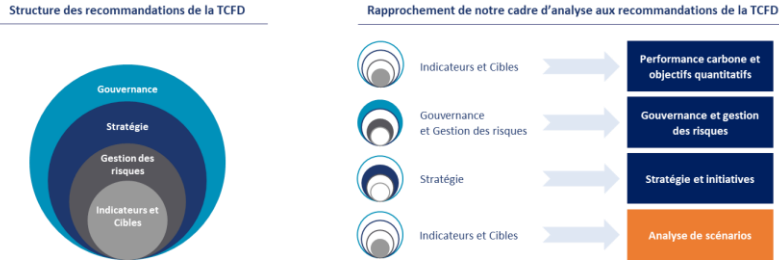 Structure des recommandations de la TCFD
Gouvernance
Stratégie
Gestion des
risques
Indicateurs et
Cibles
Rapprochement de notre cadre d'analyse aux recommandations de la TCFD
Indicateurs et Cibles
Performance carbone et
objectifs quantitatifs
Gouvernance
et Gestion des risques
Gouvernance et gestion
des risques
Stratégie
Stratégie et initiatives
Indicateurs et Cibles
Analyse de scénarios